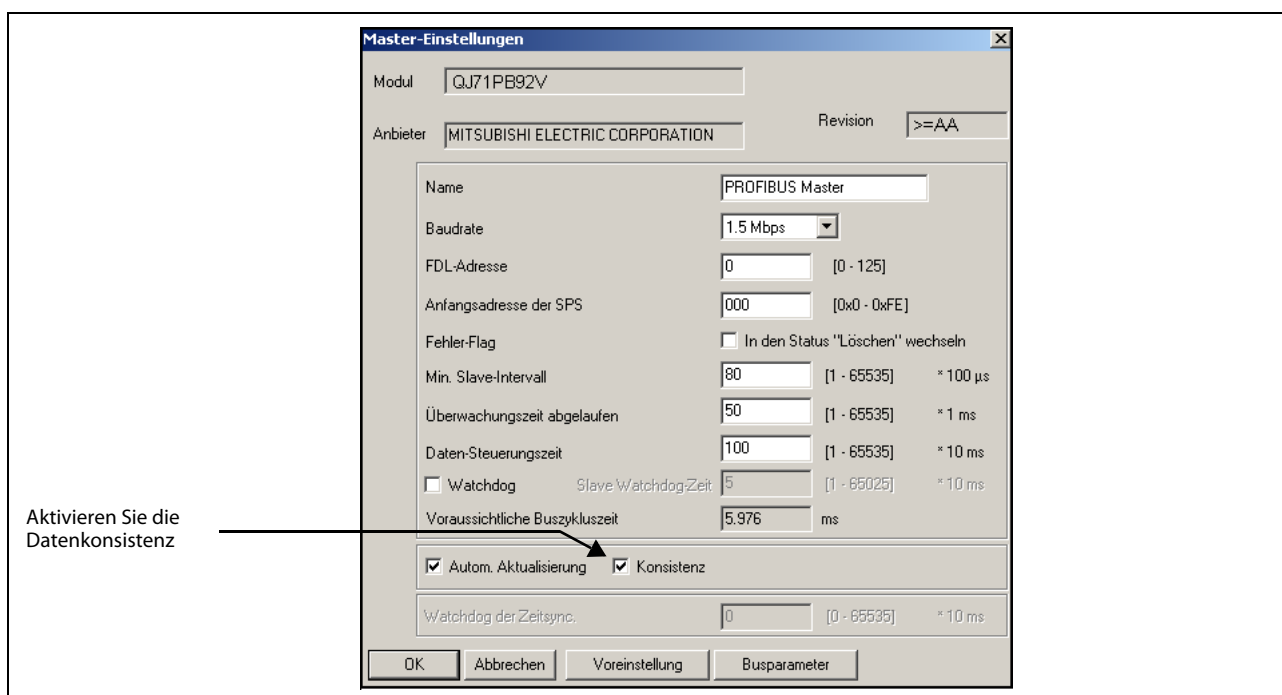 Master-Einstellungen
Modul QJ71PB92V
Revision >=AA
Anbieter MITSUBISHI ELECTRIC CORPORATION
Name PROFIBUS Master
Baudrate 1.5 Mbps
FDL-Adresse 0 [0 - 125]
Anfangsadresse der SPS 000 [0x0 - 0xFE]
Fehler-Flag In den Status "Löschen" wechseln
Min. Slave-Intervall 80 [1 - 65535] * 100 µs
Überwachungszeit abgelaufen 50 [1 - 65535] * 1 ms
Daten-Steuerungszeit 100 [1 - 65535] * 10 ms
Watchdog Slave Watchdog-Zeit 5 [1 - 65025] * 10 ms
Voraussichtliche Buszykluszeit 5.976 ms
Aktivieren Sie die
Datenkonsistenz
Autom. Aktualisierung Konsistenz
Watchdog der Zeitsync. 0 [0 - 65535] * 10 ms
OK Abbrechen Voreinstellung Busparameter